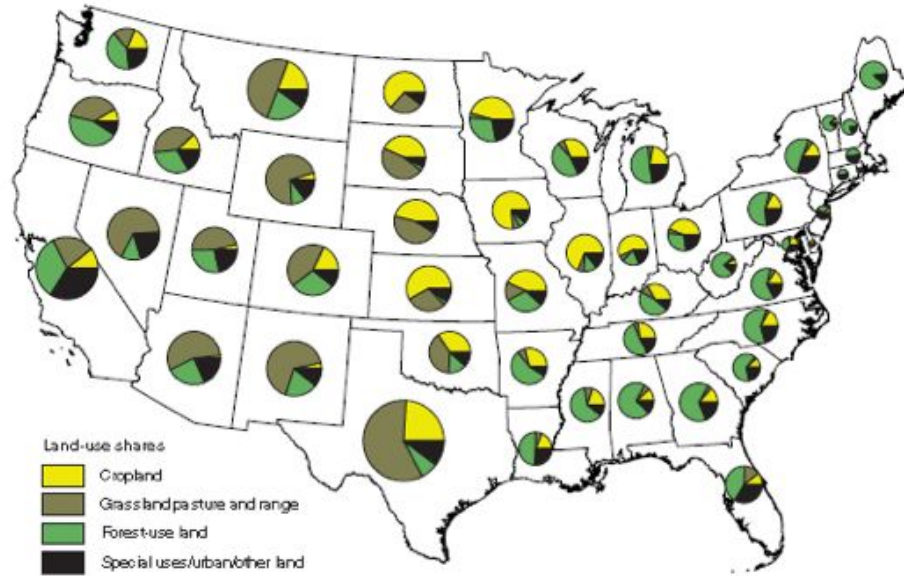 Land-use shares
Cropland
Grassland pasture and range
Forest-use land
Special uses/urban/other land